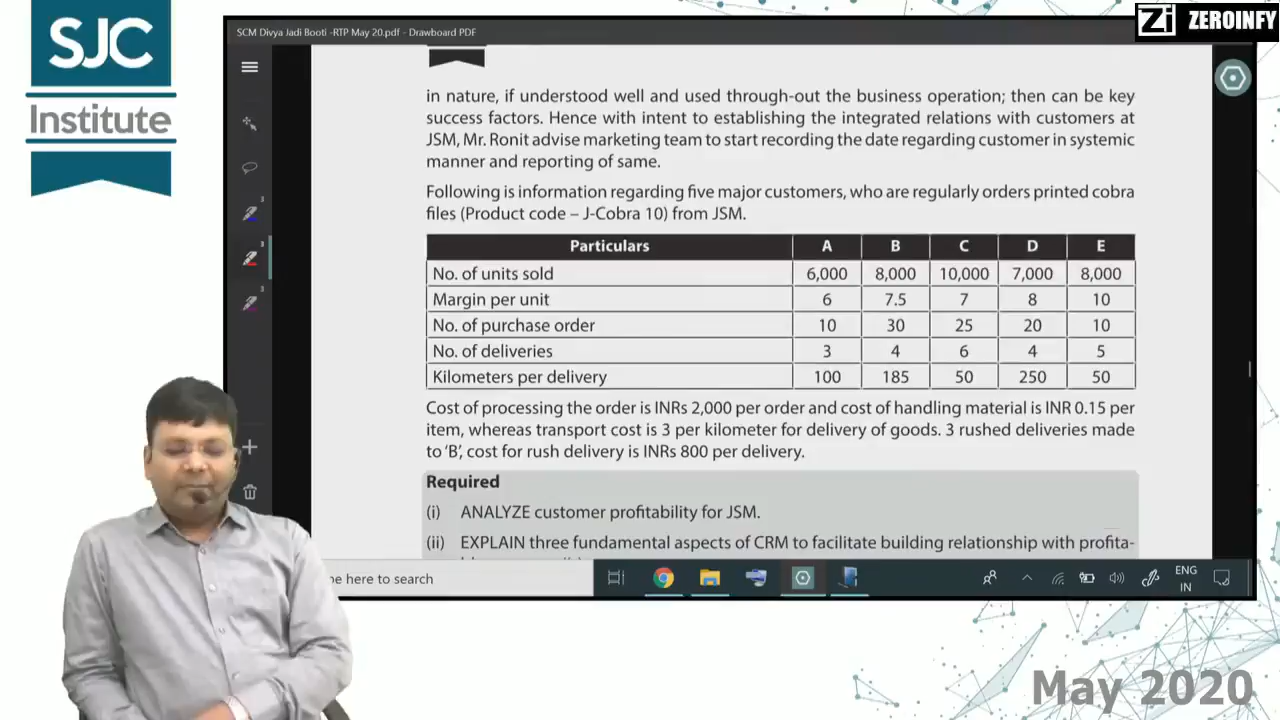 SJC
Institute
SCM Divya Jadi Booti -RTP May 20.pdf - Drawboard PDF
Zi ZEROINFY
in nature, if understood well and used through-out the business operation; then can be key
success factors. Hence with intent to establishing the integrated relations with customers at
JSM, Mr. Ronit advise marketing team to start recording the date regarding customer in systemic
manner and reporting of same.
Following is information regarding five major customers, who are regularly orders printed cobra
files (Product code – J-Cobra 10) from JSM.
Particulars A B C D E
No. of units sold 6,000 8,000 10,000 7,000 8,000
Margin per unit 6 7.5 7 8 10
No. of purchase order 10 30 25 20 10
No. of deliveries 3 4 6 4 5
Kilometers per delivery 100 185 50 250 50
Cost of processing the order is INRs 2,000 per order and cost of handling material is INR 0.15 per
item, whereas transport cost is 3 per kilometer for delivery of goods. 3 rushed deliveries made
to ‘B’, cost for rush delivery is INRs 800 per delivery.
Required
(i) ANALYZE customer profitability for JSM.
(ii) EXPLAIN three fundamental aspects of CRM to facilitate building relationship with profita-
ne here to search
ENG
IN
May 2020